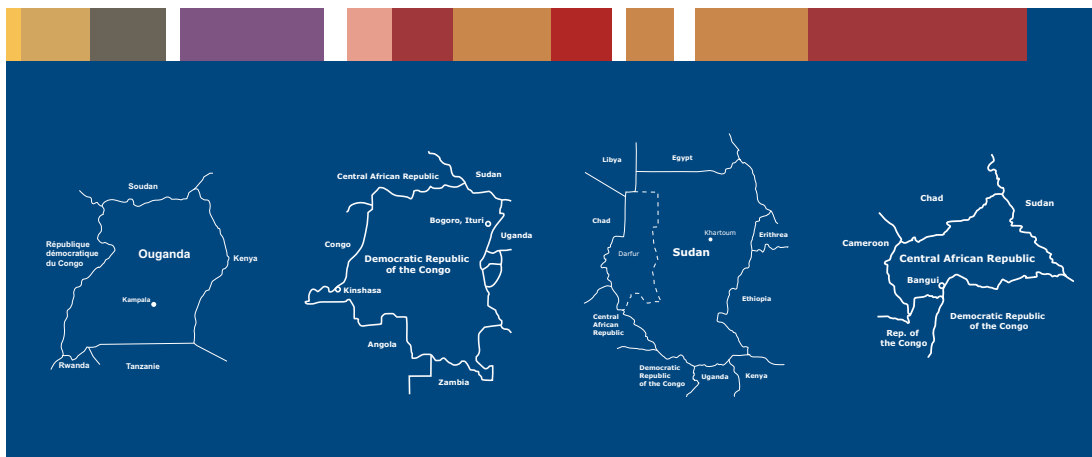 Soudan
République
démocratique
du Congo
Ouganda
Kenya
Kampala
Rwanda
Tanzanie
Central African Republic
Sudan
Bogoro, Ituri
Uganda
Congo
Democratic Republic
of the Congo
Kinshasa
Angola
Zambia
Libya
Egypt
Chad
Khartoum
Erithrea
Darfur
Sudan
Ethiopia
Central
African
Republic
Democratic
Republic
of the Congo
Uganda
Kenya
Chad
Sudan
Cameroon
Central African Republic
Bangui
Democratic Republic
of the Congo
Rep. of
the Congo